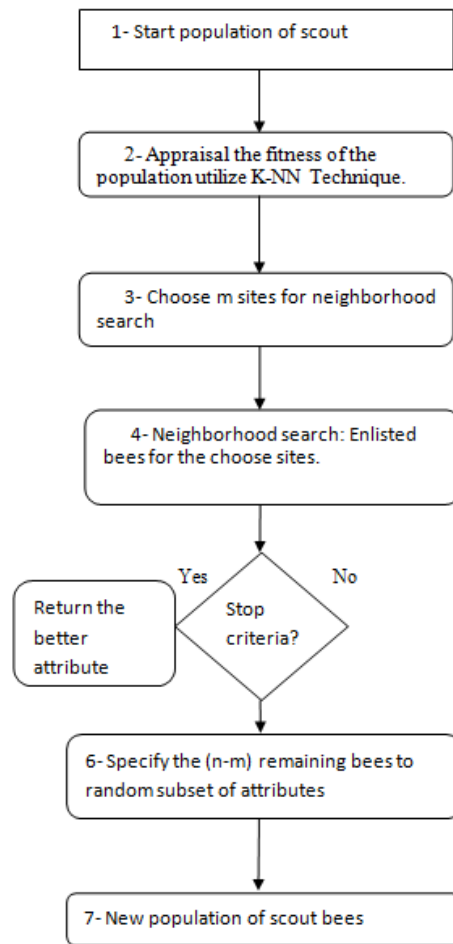 1- Start population of scout
2- Appraisal the fitness of the
population utilize K-NN Technique.
3- Choose m sites for neighborhood
search
4- Neighborhood search: Enlisted
bees for the choose sites.
Yes
No
Return the
better
attribute
Stop
criteria?
6- Specify the (n-m) remaining bees to
random subset of attributes
7- New population of scout bees